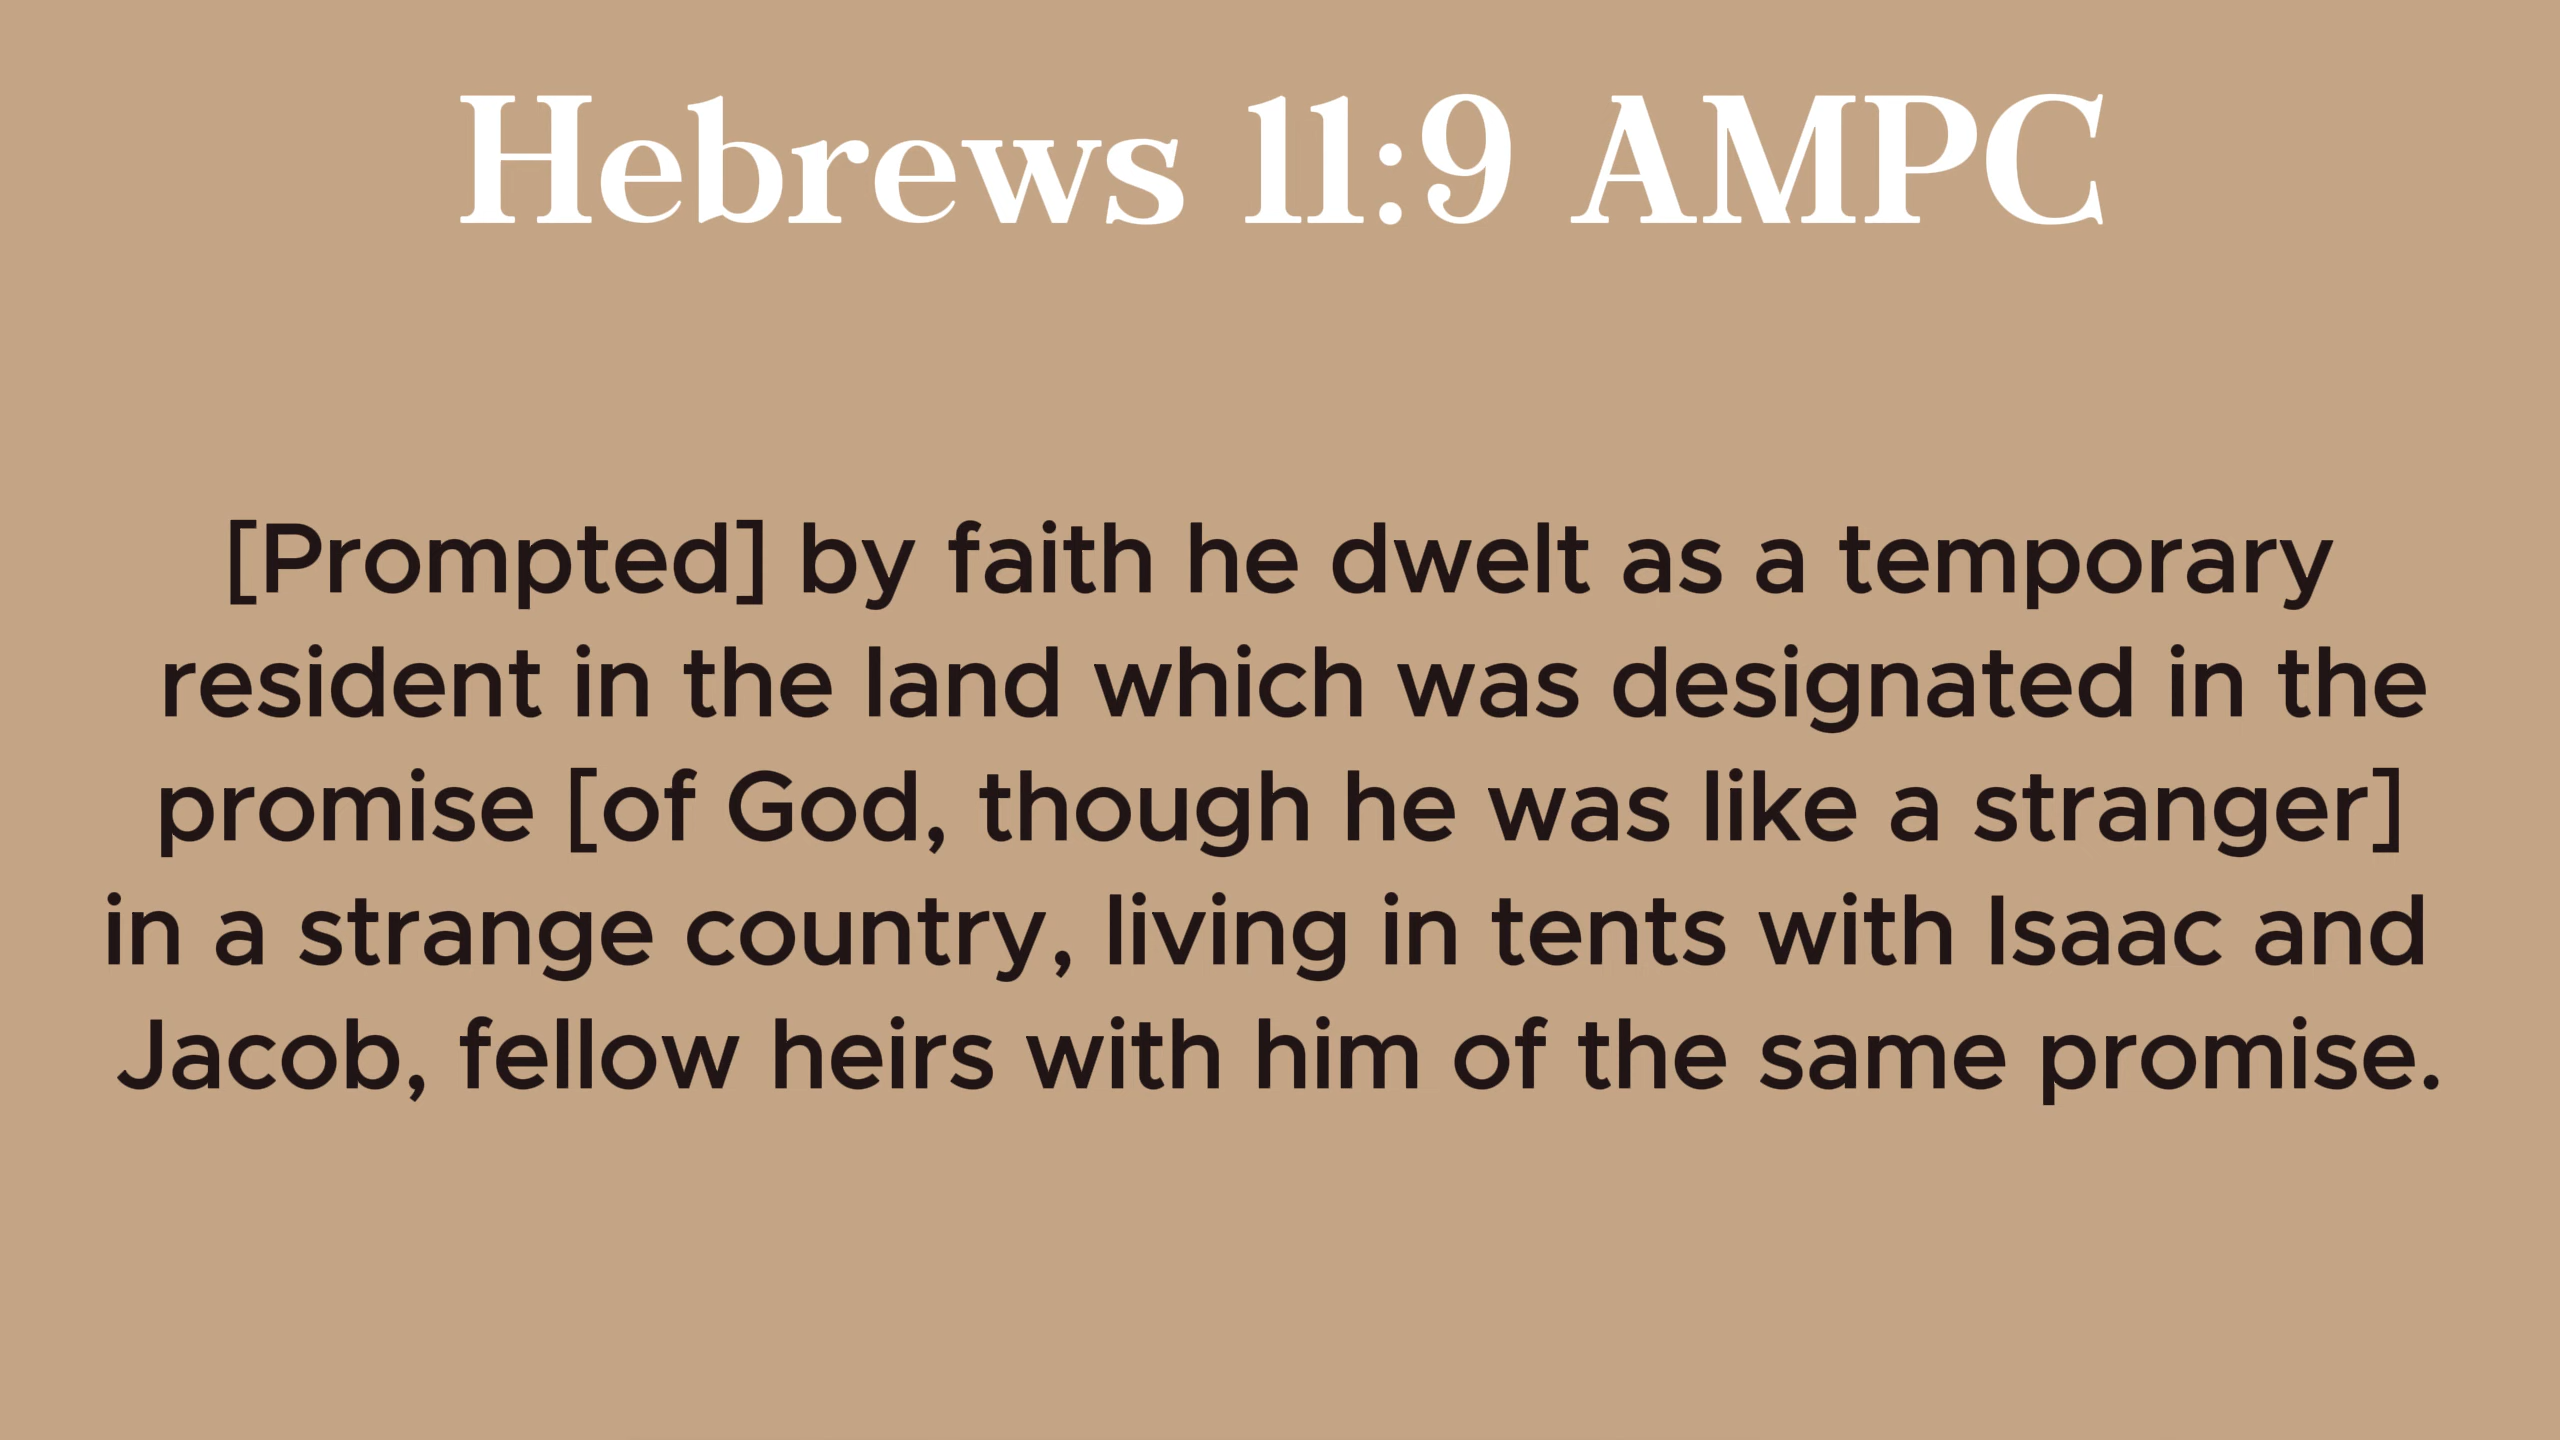 Hebrews 11:9 AMPC
[Prompted] by faith he dwelt as a temporary
resident in the land which was designated in the
promise [of God, though he was like a stranger]
in a strange country, living in tents with Isaac and
Jacob, fellow heirs with him of the same promise.